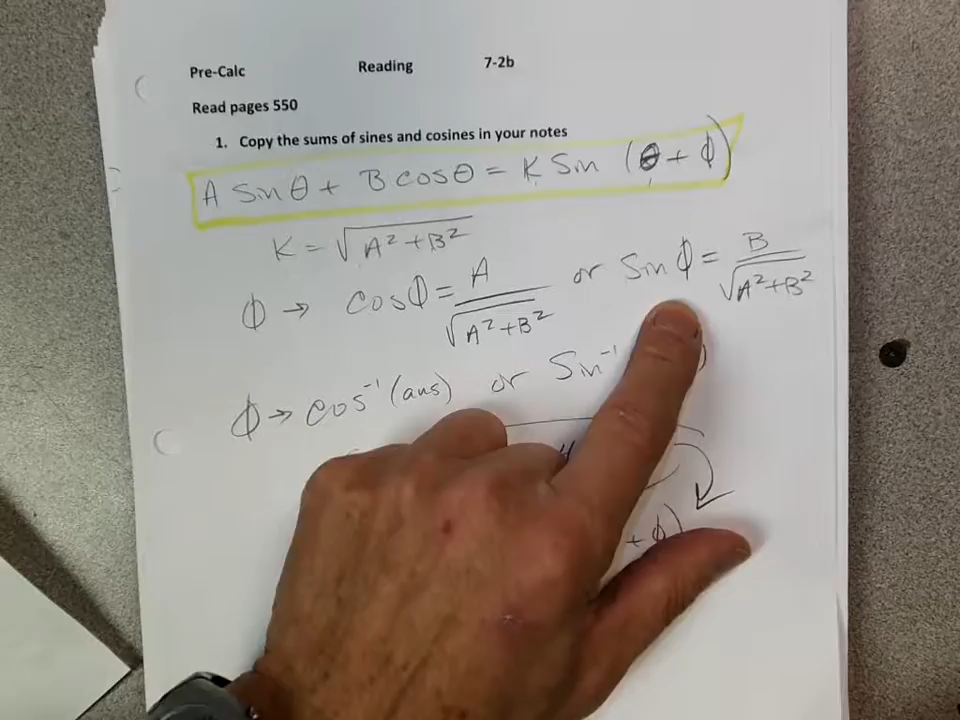 Pre-Calc Reading 7-2b
Read pages 550
1. Copy the sums of sines and cosines in your notes
A Sin θ + B cos θ = K Sin (θ + ϕ)
K = √(A² + B²)
ϕ → cos ϕ = A / √(A² + B²) or Sin ϕ = B / √(A² + B²)
ϕ → cos⁻¹ (ans) or Sin⁻¹
+ ϕ)